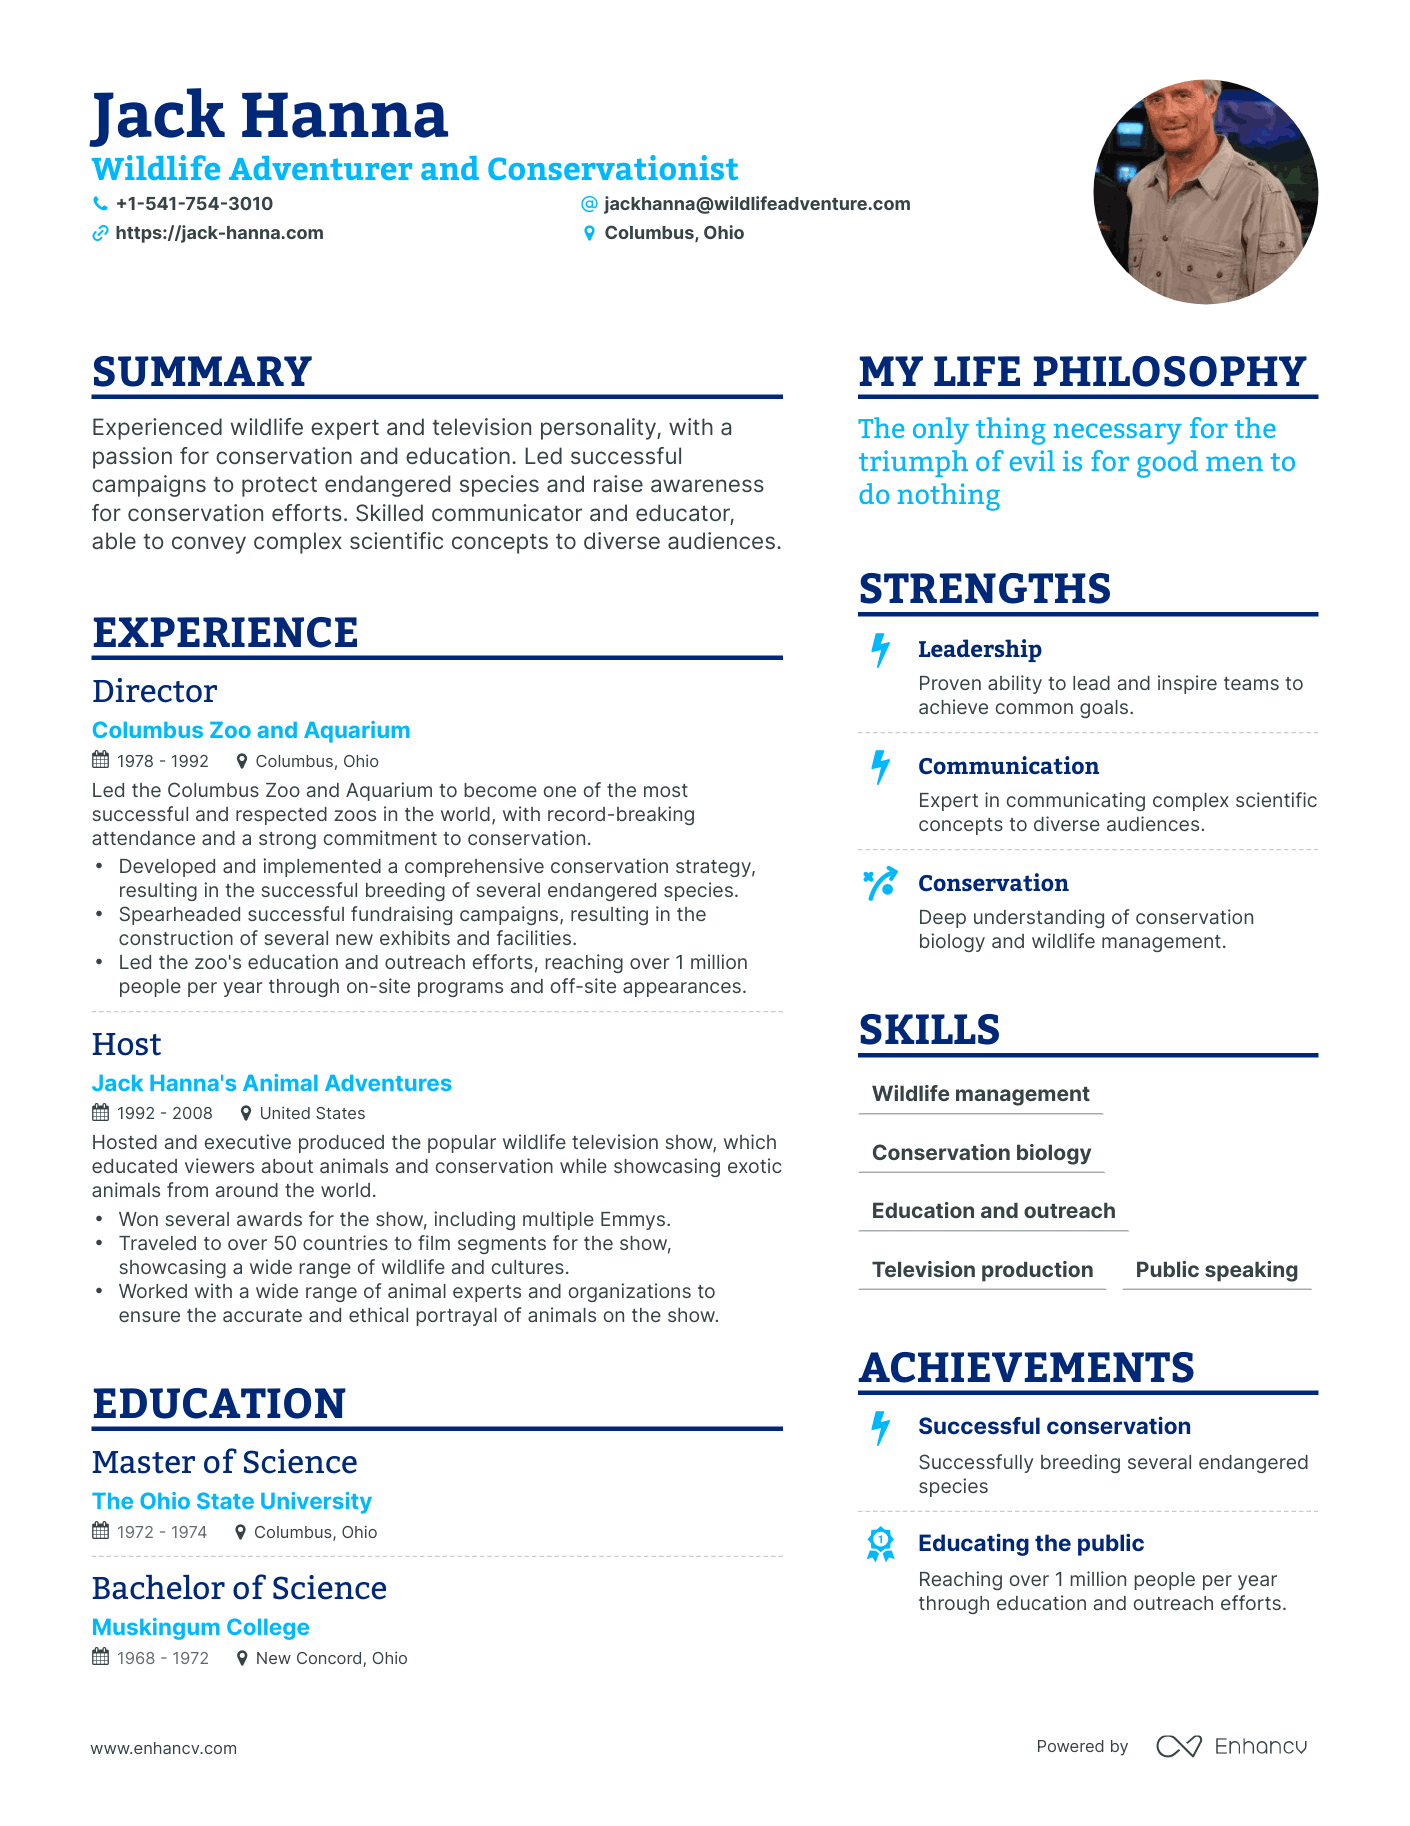 Jack Hanna
Wildlife Adventurer and Conservationist
+1-541-754-3010
jackhanna@wildlifeadventure.com
https://jack-hanna.com
Columbus, Ohio
SUMMARY
Experienced wildlife expert and television personality, with a
passion for conservation and education. Led successful
campaigns to protect endangered species and raise awareness
for conservation efforts. Skilled communicator and educator,
able to convey complex scientific concepts to diverse audiences.
EXPERIENCE
Director
Columbus Zoo and Aquarium
1978 - 1992 Columbus, Ohio
Led the Columbus Zoo and Aquarium to become one of the most
successful and respected zoos in the world, with record-breaking
attendance and a strong commitment to conservation.
• Developed and implemented a comprehensive conservation strategy,
resulting in the successful breeding of several endangered species.
• Spearheaded successful fundraising campaigns, resulting in the
construction of several new exhibits and facilities.
• Led the zoo's education and outreach efforts, reaching over 1 million
people per year through on-site programs and off-site appearances.
Host
Jack Hanna's Animal Adventures
1992 - 2008 United States
Hosted and executive produced the popular wildlife television show, which
educated viewers about animals and conservation while showcasing exotic
animals from around the world.
• Won several awards for the show, including multiple Emmys.
• Traveled to over 50 countries to film segments for the show,
showcasing a wide range of wildlife and cultures.
• Worked with a wide range of animal experts and organizations to
ensure the accurate and ethical portrayal of animals on the show.
EDUCATION
Master of Science
The Ohio State University
1972 - 1974 Columbus, Ohio
Bachelor of Science
Muskingum College
1968 - 1972 New Concord, Ohio
MY LIFE PHILOSOPHY
The only thing necessary for the
triumph of evil is for good men to
do nothing
STRENGTHS
Leadership
Proven ability to lead and inspire teams to
achieve common goals.
Communication
Expert in communicating complex scientific
concepts to diverse audiences.
Conservation
Deep understanding of conservation
biology and wildlife management.
SKILLS
Wildlife management
Conservation biology
Education and outreach
Television production Public speaking
ACHIEVEMENTS
Successful conservation
Successfully breeding several endangered
species
1
Educating the public
Reaching over 1 million people per year
through education and outreach efforts.
www.enhancv.com
Powered by Enhancv